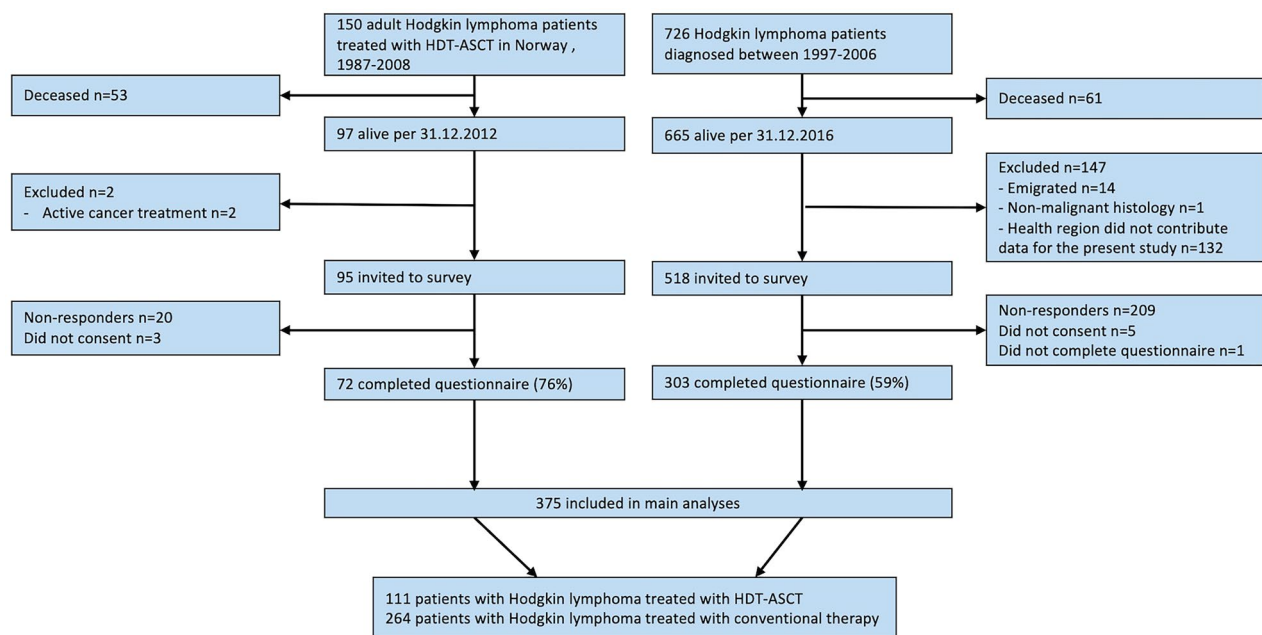 150 adult Hodgkin lymphoma patients
treated with HDT-ASCT in Norway ,
1987-2008
726 Hodgkin lymphoma patients
diagnosed between 1997-2006
Deceased n=53
Deceased n=61
97 alive per 31.12.2012
665 alive per 31.12.2016
Excluded n=2
- Active cancer treatment n=2
Excluded n=147
- Emigrated n=14
- Non-malignant histology n=1
- Health region did not contribute
data for the present study n=132
95 invited to survey
518 invited to survey
Non-responders n=20
Did not consent n=3
Non-responders n=209
Did not consent n=5
Did not complete questionnaire n=1
72 completed questionnaire (76%)
303 completed questionnaire (59%)
375 included in main analyses
111 patients with Hodgkin lymphoma treated with HDT-ASCT
264 patients with Hodgkin lymphoma treated with conventional therapy